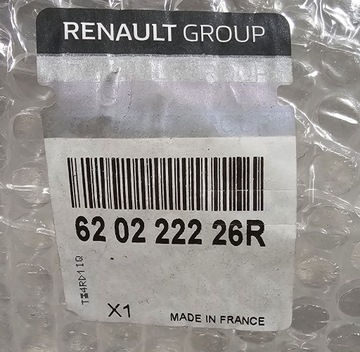 RENAULT GROUP
62 02 222 26R
X1
MADE IN FRANCE